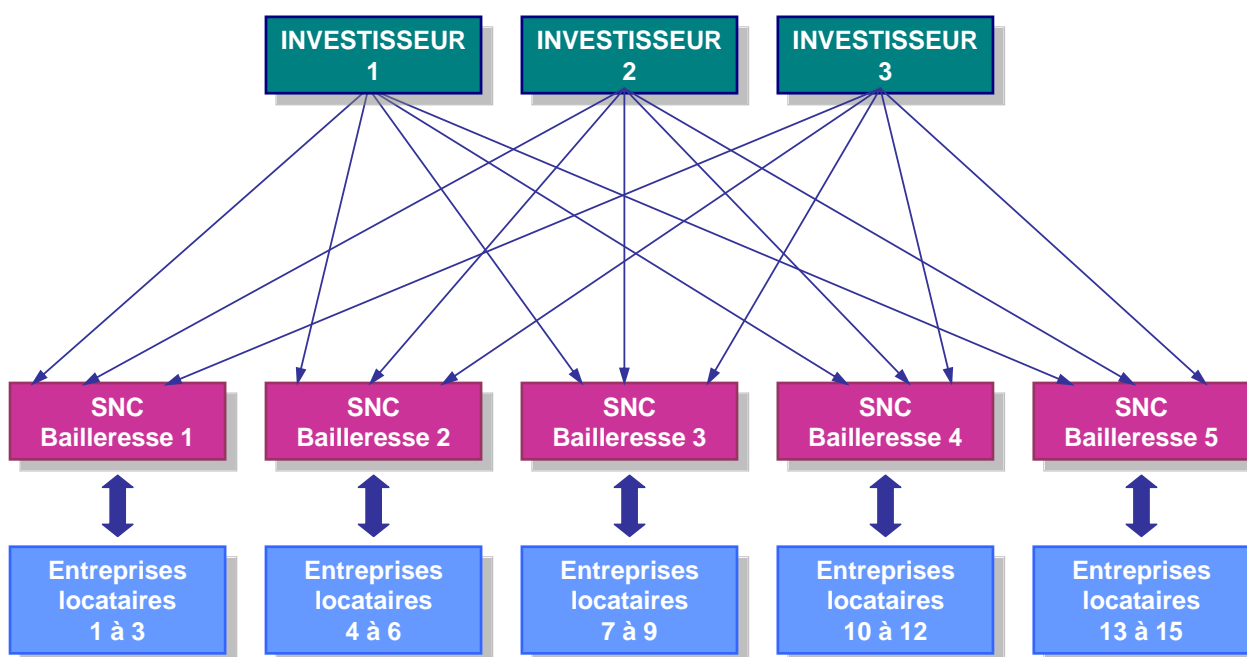 INVESTISSEUR
1
INVESTISSEUR
2
INVESTISSEUR
3
SNC
Bailleresse 1
SNC
Bailleresse 2
SNC
Bailleresse 3
SNC
Bailleresse 4
SNC
Bailleresse 5
Entreprises
locataires
1 à 3
Entreprises
locataires
4 à 6
Entreprises
locataires
7 à 9
Entreprises
locataires
10 à 12
Entreprises
locataires
13 à 15